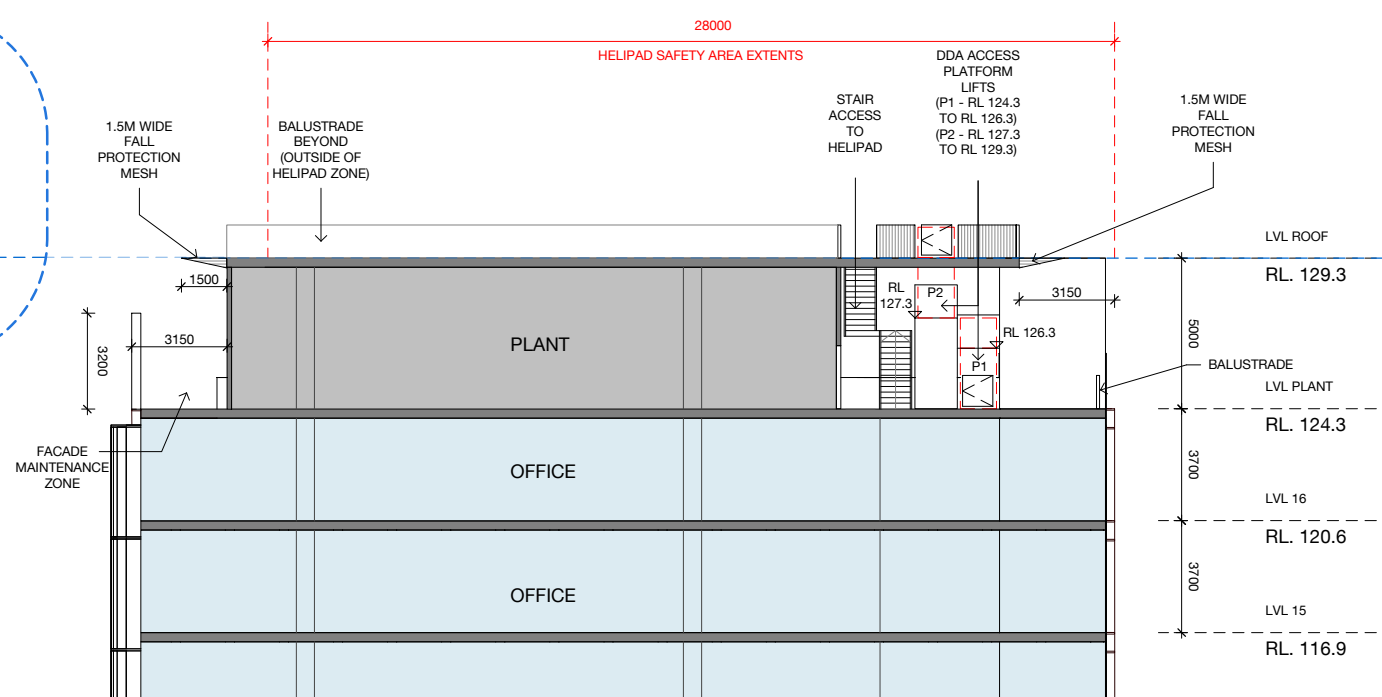 28000
HELIPAD SAFETY AREA EXTENTS
1.5M WIDE
FALL
PROTECTION
MESH
BALUSTRADE
BEYOND
(OUTSIDE OF
HELIPAD ZONE)
STAIR
ACCESS
TO
HELIPAD
DDA ACCESS
PLATFORM
LIFTS
(P1 - RL 124.3
TO RL 126.3)
(P2 - RL 127.3
TO RL 129.3)
1.5M WIDE
FALL
PROTECTION
MESH
LVL ROOF
RL. 129.3
1500
RL
127.3
P2
3150
3200
3150
PLANT
RL 126.3
5000
P1
BALUSTRADE
LVL PLANT
RL. 124.3
FACADE
MAINTENANCE
ZONE
OFFICE
3700
LVL 16
RL. 120.6
OFFICE
3700
LVL 15
RL. 116.9